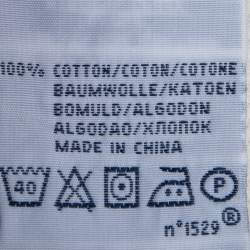 100% COTTON/COTON/COTONE
BAUMWOLLE/KATOEN
BOMULD/ALGODON
ALGODAO/ХЛОПОК
MADE IN CHINA
40 P
n°1529®